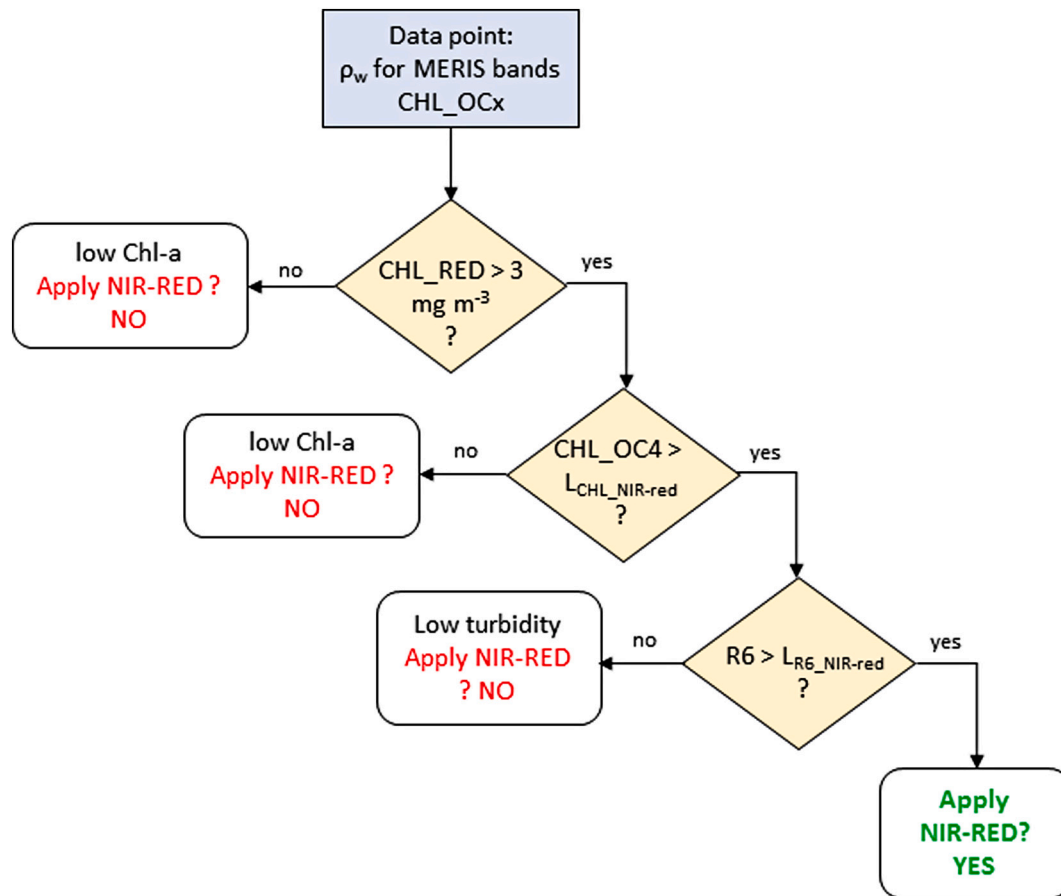 Data point:
ρw for MERIS bands
CHL_OCx
CHL_RED > 3
mg m-3
?
no
yes
low Chl-a
Apply NIR-RED ?
NO
CHL_OC4 >
LCHL_NIR-red
?
no
yes
low Chl-a
Apply NIR-RED ?
NO
R6 > LR6_NIR-red
?
no
yes
Low turbidity
Apply NIR-RED
? NO
Apply
NIR-RED?
YES